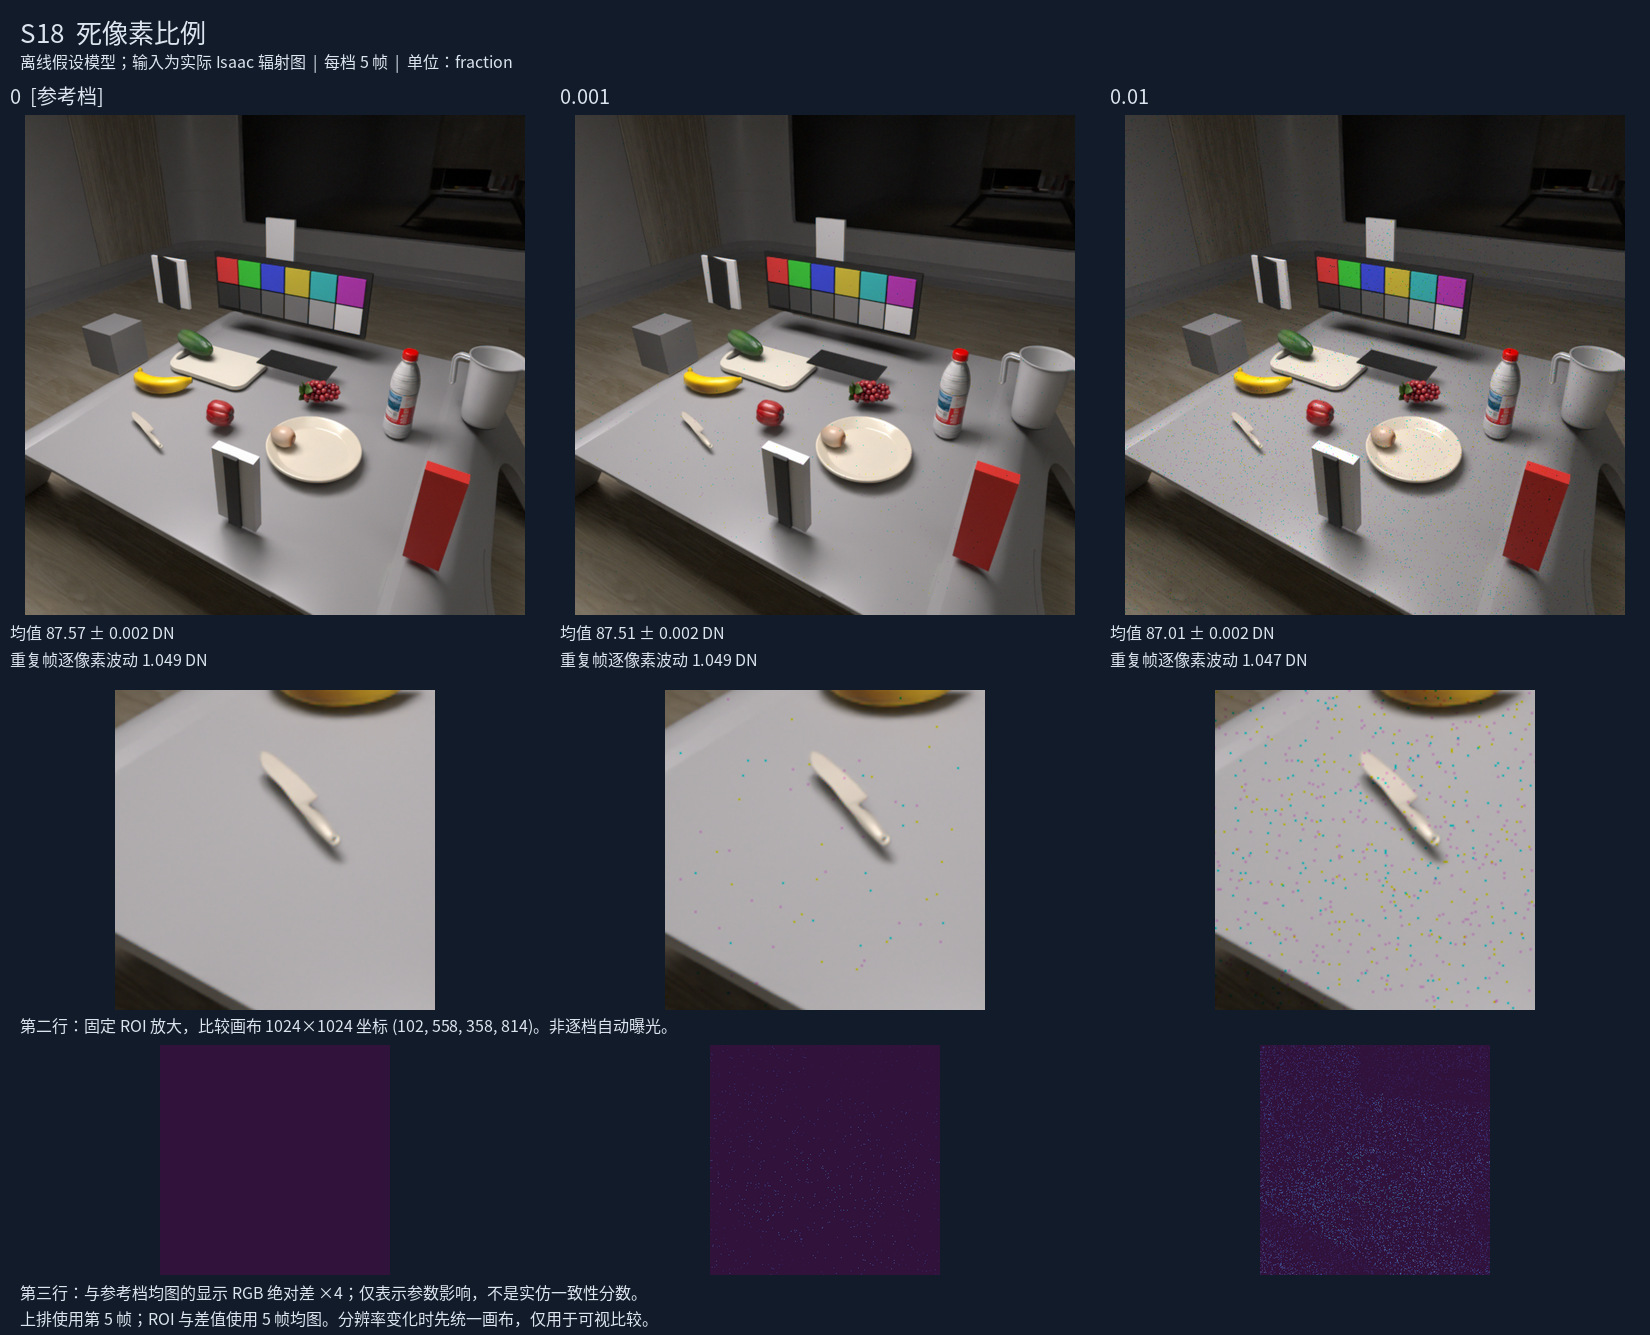 S18 死像素比例
离线假设模型；输入为实际 Isaac 辐射图 | 每档 5 帧 | 单位：fraction
0 [参考档]
0.001
0.01
均值 87.57 ± 0.002 DN
重复帧逐像素波动 1.049 DN
均值 87.51 ± 0.002 DN
重复帧逐像素波动 1.049 DN
均值 87.01 ± 0.002 DN
重复帧逐像素波动 1.047 DN
第二行：固定 ROI 放大，比较画布 1024×1024 坐标 (102, 558, 358, 814)。非逐档自动曝光。
第三行：与参考档均图的显示 RGB 绝对差 ×4；仅表示参数影响，不是实仿一致性分数。
上排使用第 5 帧；ROI 与差值使用 5 帧均图。分辨率变化时先统一画布，仅用于可视比较。